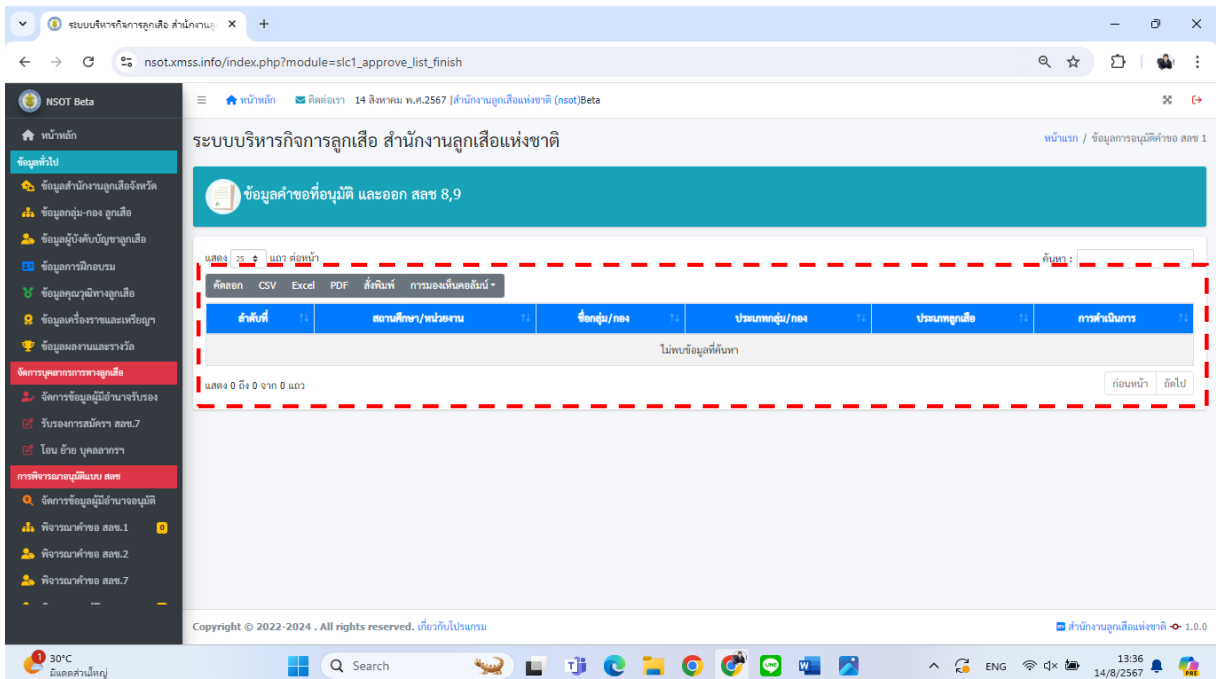 ระบบบริหารกิจการลูกเสือ สำนักงานลู
nsot.xmss.info/index.php?module=slc1_approve_list_finish
NSOT Beta
หน้าหลัก ติดต่อเรา 14 สิงหาคม พ.ศ.2567 |สำนักงานลูกเสือแห่งชาติ (nsot)Beta
หน้าหลัก
ข้อมูลทั่วไป
ข้อมูลสำนักงานลูกเสือจังหวัด
ข้อมูลกลุ่ม-กอง ลูกเสือ
ข้อมูลผู้บังคับบัญชาลูกเสือ
ข้อมูลการฝึกอบรม
ข้อมูลคุณวุฒิทางลูกเสือ
ข้อมูลเครื่องราชและเหรียญฯ
ข้อมูลผลงานและรางวัล
จัดการบุคลากรการทางลูกเสือ
จัดการข้อมูลผู้มีอำนาจรับรอง
รับรองการสมัครฯ สลช.7
โอน ย้าย บุคลลากรฯ
การพิจารณาอนุมัติแบบ สลช
จัดการข้อมูลผู้มีอำนาจอนุมัติ
พิจารณาคำขอ สลช.1 0
พิจารณาคำขอ สลช.2
พิจารณาคำขอ สลช.7
ระบบบริหารกิจการลูกเสือ สำนักงานลูกเสือแห่งชาติ
หน้าแรก / ข้อมูลการอนุมัติคำขอ สลช 1
ข้อมูลคำขอที่อนุมัติ และออก สลช 8,9
แสดง 25 แถว ต่อหน้า
ค้นหา :
คัดลอก CSV Excel PDF สั่งพิมพ์ การมองเห็นคอลัมน์
ลำดับที่ สถานศึกษา/หน่วยงาน ชื่อกลุ่ม/กอง ประเภทกลุ่ม/กอง ประเภทลูกเสือ การดำเนินการ
ไม่พบข้อมูลที่ค้นหา
แสดง 0 ถึง 0 จาก 0 แถว
ก่อนหน้า ถัดไป
Copyright © 2022-2024 . All rights reserved. เกี่ยวกับโปรแกรม
สำนักงานลูกเสือแห่งชาติ 1.0.0
1 30°C
มีแดดส่วนใหญ่
Search
LINE
ENG
13:36
14/8/2567
PRE